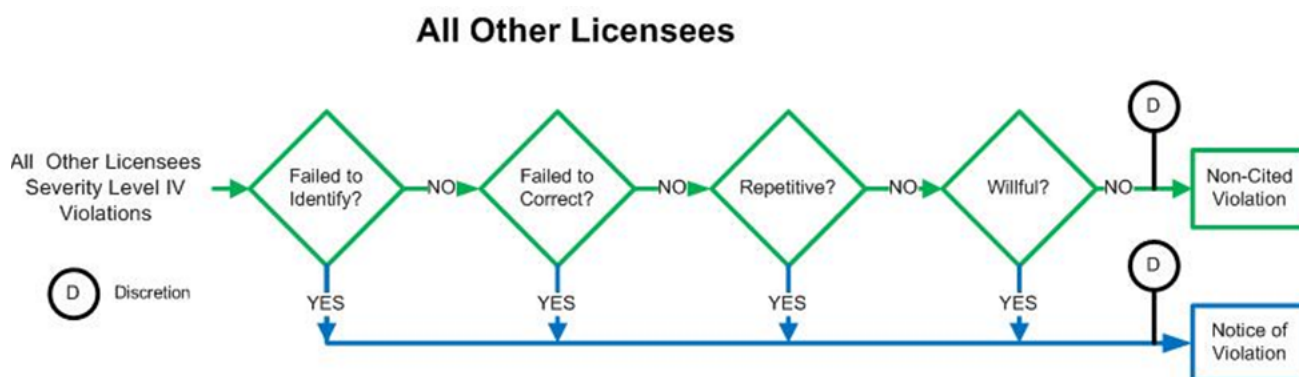 All Other Licensees
D
All Other Licensees
Severity Level IV
Violations
Failed to
Identify?
NO
Failed to
Correct?
NO
Repetitive?
NO
Willful?
NO
Non-Cited
Violation
D
Discretion
YES
YES
YES
YES
D
Notice of
Violation